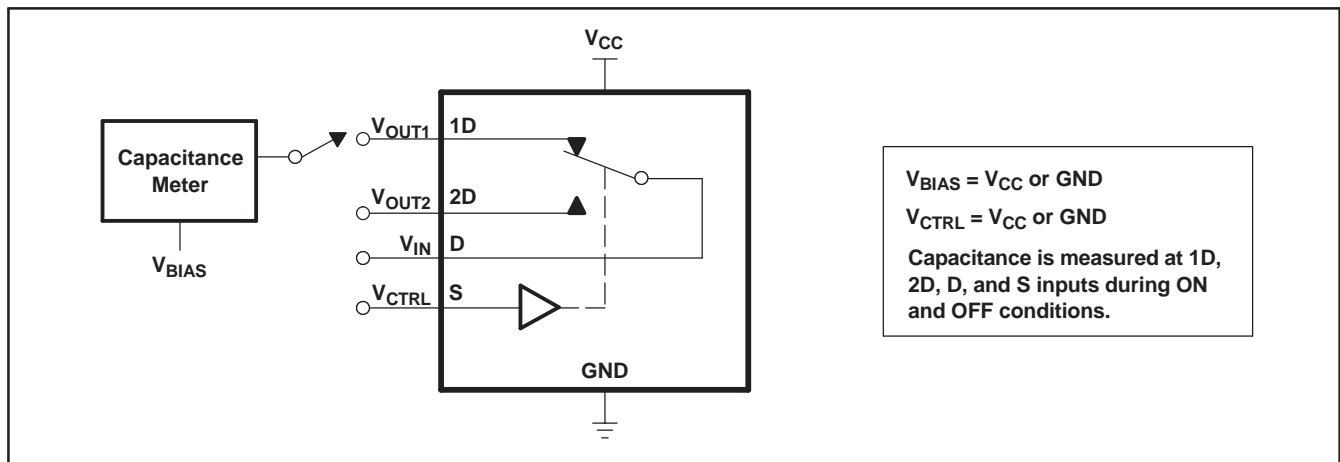 VCC
VOUT1 1D
Capacitance
Meter
VOUT2 2D
VIN D
VBIAS
VCTRL S
GND
VBIAS = VCC or GND
VCTRL = VCC or GND
Capacitance is measured at 1D,
2D, D, and S inputs during ON
and OFF conditions.